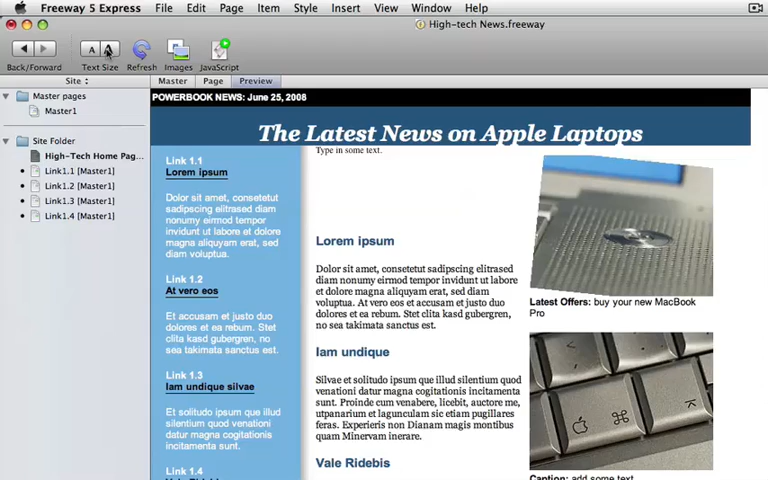 Freeway 5 Express File Edit Page Item Style Insert View Window Help
High-tech News.freeway
A A
Back/Forward Text Size Refresh Images JavaScript
Site Master Page Preview
Master pages
Master1
Site Folder
High-Tech Home Pag...
Link1.1 [Master1]
Link1.2 [Master1]
Link1.3 [Master1]
Link1.4 [Master1]
POWERBOOK NEWS: June 25, 2008
The Latest News on Apple Laptops
Link 1.1
Lorem ipsum
Dolor sit amet, consetetut
sadipscing elitrased diam
nonumy eirmod tempor
invidunt ut labore et dolore
magna aliquyam erat, sed
diam voluptua.
Link 1.2
At vero eos
Et accusam et justo duo
dolores et ea rebum. Stet
clita kasd gubergren, no sea
takimata sanctus est.
Link 1.3
Iam undique silvae
Et solitudo ipsum que illud
silentium quod venationi
datur magna cogitationis
incitamentum sunt.
Link 1.4
Type in some text.
Lorem ipsum
Dolor sit amet, consetut sadipscing elitrased
diam nonumy eirmod tempor invidunt ut labore
et dolore magna aliquyam erat, sed diam
voluptua. At vero eos et accusam et justo duo
dolores et ea rebum. Stet clita kasd gubergren,
no sea takimata sanctus est.
Iam undique
Silvae et solitudo ipsum que illud silentium quod
venationi datur magna cogitationis incitamenta
sunt. Proinde cum venabere, licebit, auctore me,
utpanarium et lagunculam sic etiam pugillares
feras. Experieris non Dianam magis montibus
quam Minervam inerare.
Vale Ridebis
Latest Offers: buy your new MacBook
Pro
Caption: add some text